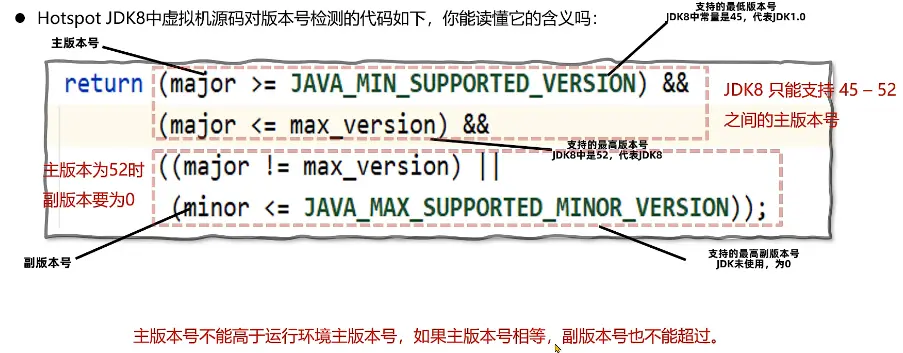 ● Hotspot JDK8中虚拟机源码对版本号检测的代码如下，你能读懂它的含义吗：
支持的最低版本号
JDK8中常量是45，代表JDK1.0
主版本号
return (major >= JAVA_MIN_SUPPORTED_VERSION) &&
(major <= max_version) &&
JDK8 只能支持 45 – 52
之间的主版本号
支持的最高版本号
JDK8中是52，代表JDK8
主版本为52时
副版本要为0
((major != max_version) ||
(minor <= JAVA_MAX_SUPPORTED_MINOR_VERSION));
副版本号
支持的最高副版本号
JDK未使用，为0
主版本号不能高于运行环境主版本号，如果主版本号相等，副版本号也不能超过。